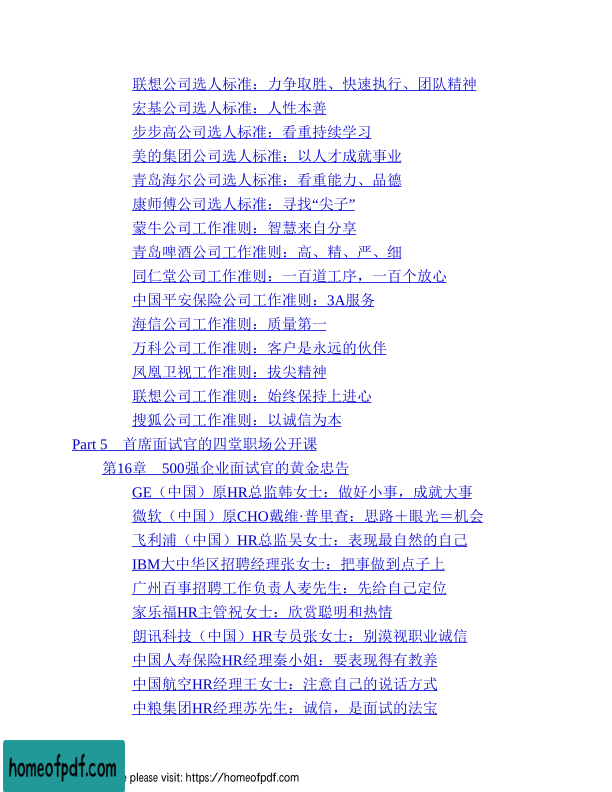 联想公司选人标准：力争取胜、快速执行、团队精神
宏基公司选人标准：人性本善
步步高公司选人标准：看重持续学习
美的集团公司选人标准：以人才成就事业
青岛海尔公司选人标准：看重能力、品德
康师傅公司选人标准：寻找“尖子”
蒙牛公司工作准则：智慧来自分享
青岛啤酒公司工作准则：高、精、严、细
同仁堂公司工作准则：一百道工序，一百个放心
中国平安保险公司工作准则：3A服务
海信公司工作准则：质量第一
万科公司工作准则：客户是永远的伙伴
凤凰卫视工作准则：拔尖精神
联想公司工作准则：始终保持上进心
搜狐公司工作准则：以诚信为本
Part 5　首席面试官的四堂职场公开课
第16章　500强企业面试官的黄金忠告
GE（中国）原HR总监韩女士：做好小事，成就大事
微软（中国）原CHO戴维·普里查：思路＋眼光＝机会
飞利浦（中国）HR总监吴女士：表现最自然的自己
IBM大中华区招聘经理张女士：把事做到点子上
广州百事招聘工作负责人麦先生：先给自己定位
家乐福HR主管祝女士：欣赏聪明和热情
朗讯科技（中国）HR专员张女士：别漠视职业诚信
中国人寿保险HR经理秦小姐：要表现得有教养
中国航空HR经理王女士：注意自己的说话方式
中粮集团HR经理苏先生：诚信，是面试的法宝
homeofpdf.com
please visit: https://homeofpdf.com